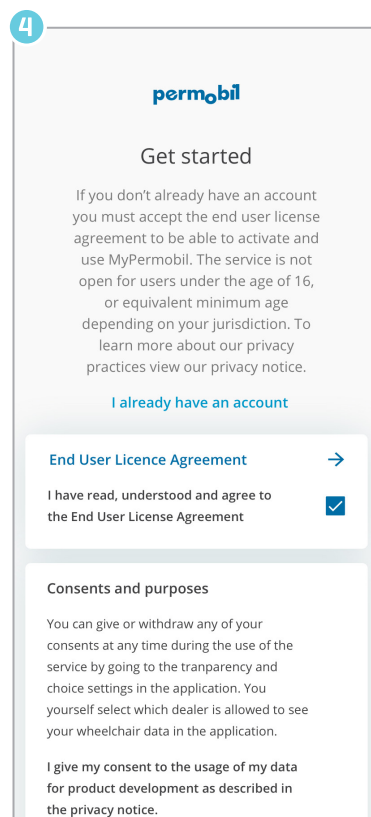 4
permobil
Get started
If you don’t already have an account
you must accept the end user license
agreement to be able to activate and
use MyPermobil. The service is not
open for users under the age of 16,
or equivalent minimum age
depending on your jurisdiction. To
learn more about our privacy
practices view our privacy notice.
I already have an account
End User Licence Agreement
I have read, understood and agree to
the End User License Agreement
Consents and purposes
You can give or withdraw any of your
consents at any time during the use of the
service by going to the tranparency and
choice settings in the application. You
yourself select which dealer is allowed to see
your wheelchair data in the application.
I give my consent to the usage of my data
for product development as described in
the privacy notice.